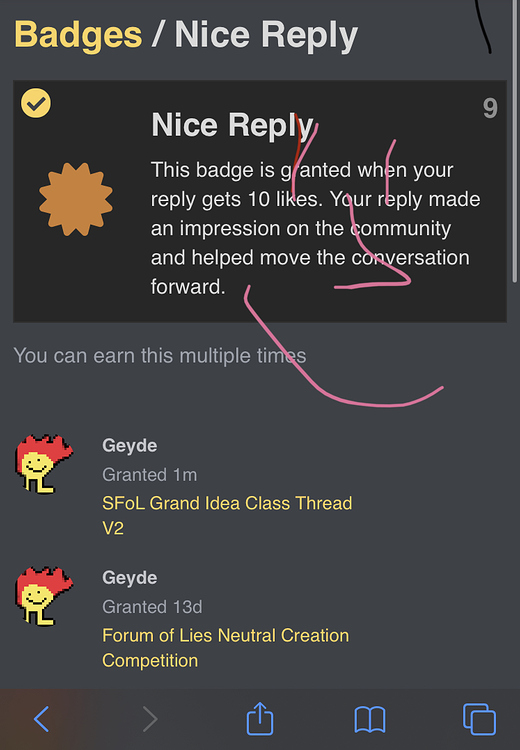 Badges / Nice Reply
9
Nice Reply
This badge is granted when your
reply gets 10 likes. Your reply made
an impression on the community
and helped move the conversation
forward.
You can earn this multiple times
Geyde
Granted 1m
SFoL Grand Idea Class Thread
V2
Geyde
Granted 13d
Forum of Lies Neutral Creation
Competition